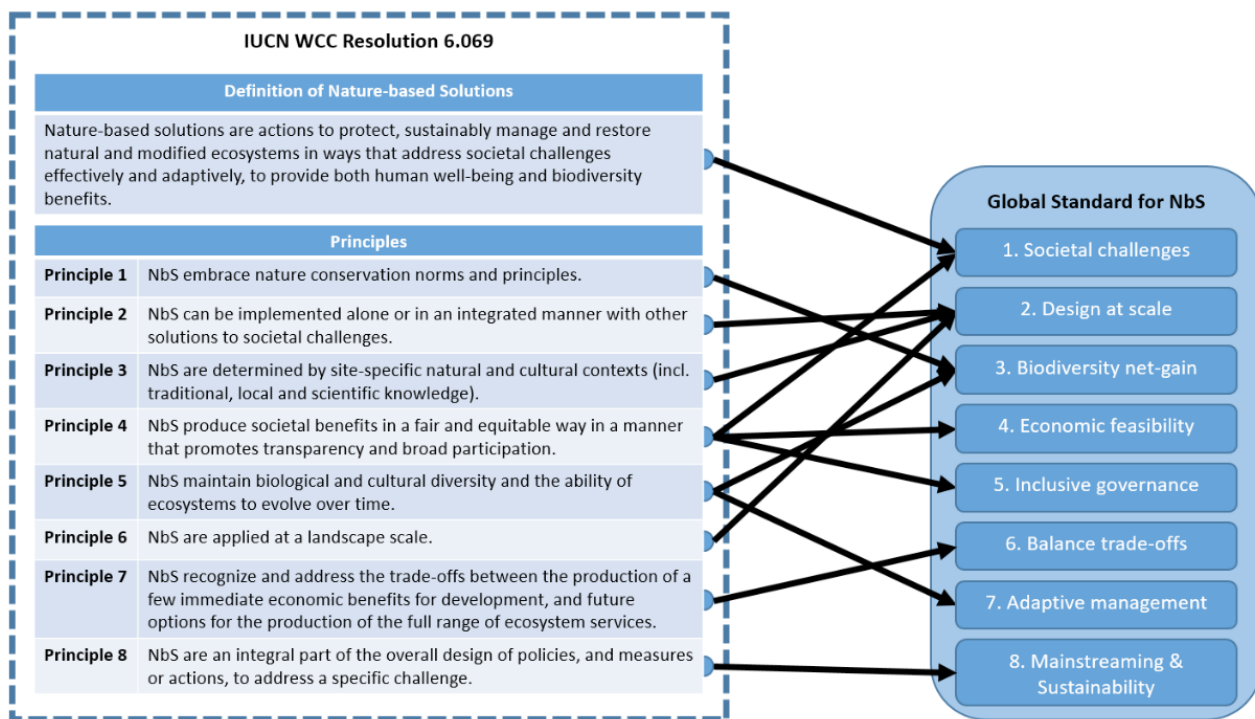 IUCN WCC Resolution 6.069
Definition of Nature-based Solutions
Nature-based solutions are actions to protect, sustainably manage and restore
natural and modified ecosystems in ways that address societal challenges
effectively and adaptively, to provide both human well-being and biodiversity
benefits.
Principles
Principle 1 NbS embrace nature conservation norms and principles.
Principle 2 NbS can be implemented alone or in an integrated manner with other
solutions to societal challenges.
Principle 3 NbS are determined by site-specific natural and cultural contexts (incl.
traditional, local and scientific knowledge).
Principle 4 NbS produce societal benefits in a fair and equitable way in a manner
that promotes transparency and broad participation.
Principle 5 NbS maintain biological and cultural diversity and the ability of
ecosystems to evolve over time.
Principle 6 NbS are applied at a landscape scale.
Principle 7 NbS recognize and address the trade-offs between the production of a
few immediate economic benefits for development, and future
options for the production of the full range of ecosystem services.
Principle 8 NbS are an integral part of the overall design of policies, and measures
or actions, to address a specific challenge.
Global Standard for NbS
1. Societal challenges
2. Design at scale
3. Biodiversity net-gain
4. Economic feasibility
5. Inclusive governance
6. Balance trade-offs
7. Adaptive management
8. Mainstreaming &
Sustainability